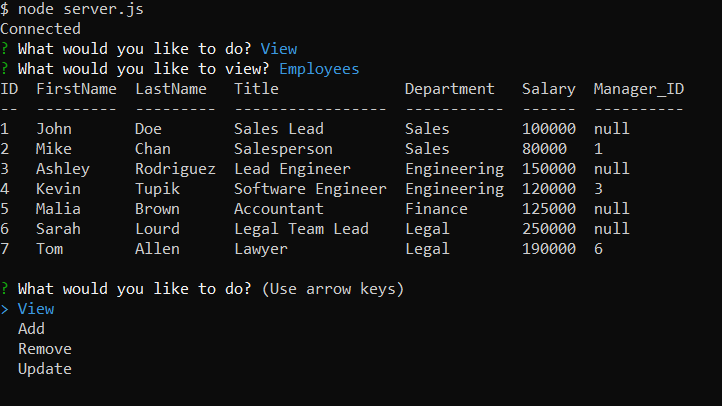 $ node server.js
Connected
? What would you like to do? View
? What would you like to view? Employees
ID  FirstName  LastName   Title              Department   Salary  Manager_ID
--  ---------  ---------  -----------------  -----------  ------  ----------
1   John       Doe        Sales Lead         Sales        100000  null
2   Mike       Chan       Salesperson        Sales        80000   1
3   Ashley     Rodriguez  Lead Engineer      Engineering  150000  null
4   Kevin      Tupik      Software Engineer  Engineering  120000  3
5   Malia      Brown      Accountant         Finance      125000  null
6   Sarah      Lourd      Legal Team Lead    Legal        250000  null
7   Tom        Allen      Lawyer             Legal        190000  6
? What would you like to do? (Use arrow keys)
> View
  Add
  Remove
  Update